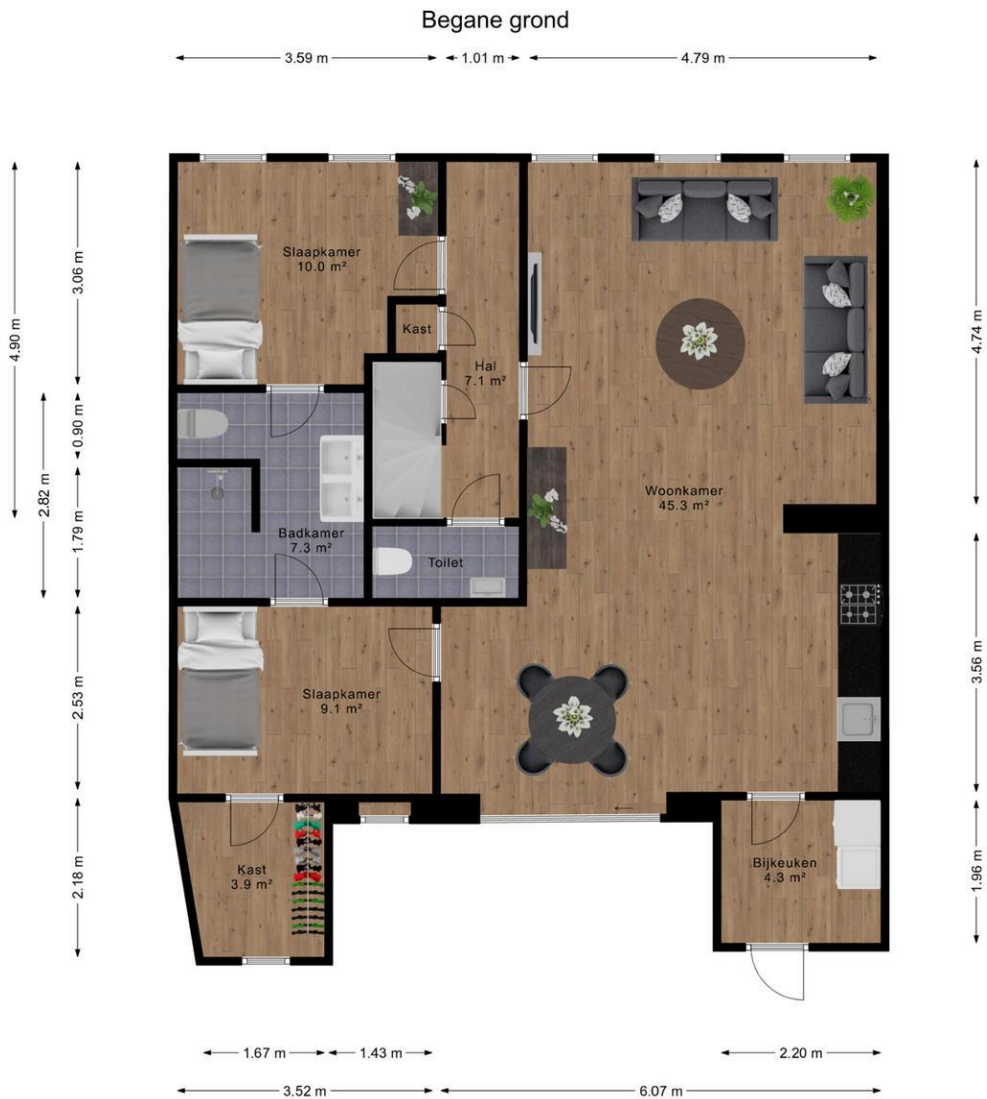 Begane grond
3.59 m
1.01 m
4.79 m
4.90 m
3.06 m
0.90 m
2.82 m
1.79 m
2.53 m
2.18 m
4.74 m
3.56 m
1.96 m
Slaapkamer
10.0 m²
Kast
Hal
7.1 m²
Woonkamer
45.3 m²
Badkamer
7.3 m²
Toilet
Slaapkamer
9.1 m²
Kast
3.9 m²
Bijkeuken
4.3 m²
1.67 m
1.43 m
2.20 m
3.52 m
6.07 m